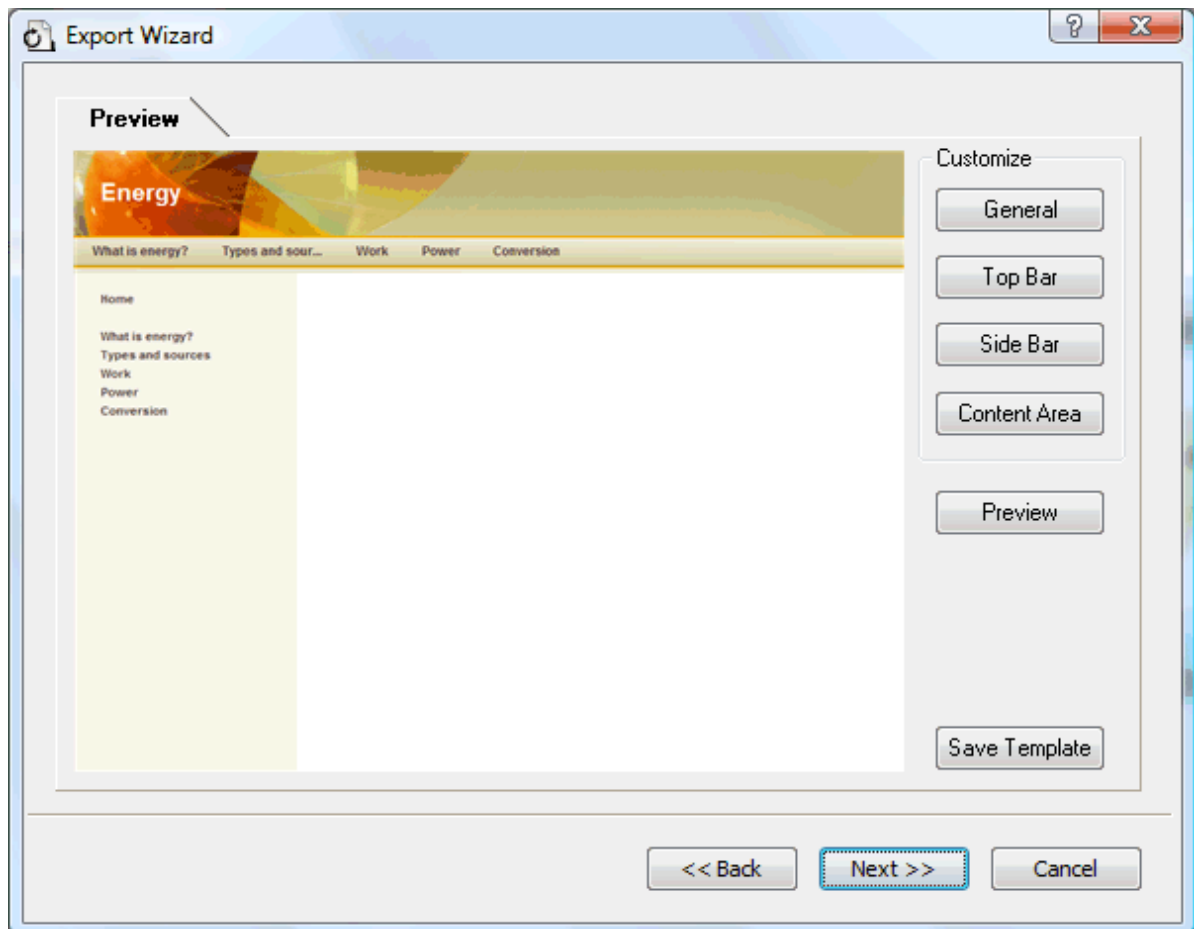 Export Wizard
Preview
Energy
What is energy? Types and sour... Work Power Conversion
Home
What is energy?
Types and sources
Work
Power
Conversion
Customize
General
Top Bar
Side Bar
Content Area
Preview
Save Template
<< Back Next >> Cancel